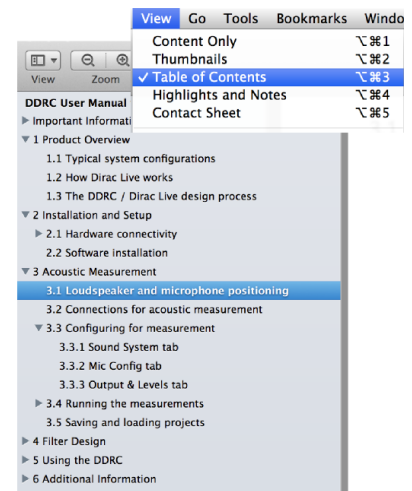 View Go Tools Bookmarks Windo
Content Only ⌥⌘1
Thumbnails ⌥⌘2
✓ Table of Contents ⌥⌘3
Highlights and Notes ⌥⌘4
Contact Sheet ⌥⌘5
View Zoom
DDRC User Manual
Important Informati
1 Product Overview
1.1 Typical system configurations
1.2 How Dirac Live works
1.3 The DDRC / Dirac Live design process
2 Installation and Setup
2.1 Hardware connectivity
2.2 Software installation
3 Acoustic Measurement
3.1 Loudspeaker and microphone positioning
3.2 Connections for acoustic measurement
3.3 Configuring for measurement
3.3.1 Sound System tab
3.3.2 Mic Config tab
3.3.3 Output & Levels tab
3.4 Running the measurements
3.5 Saving and loading projects
4 Filter Design
5 Using the DDRC
6 Additional Information